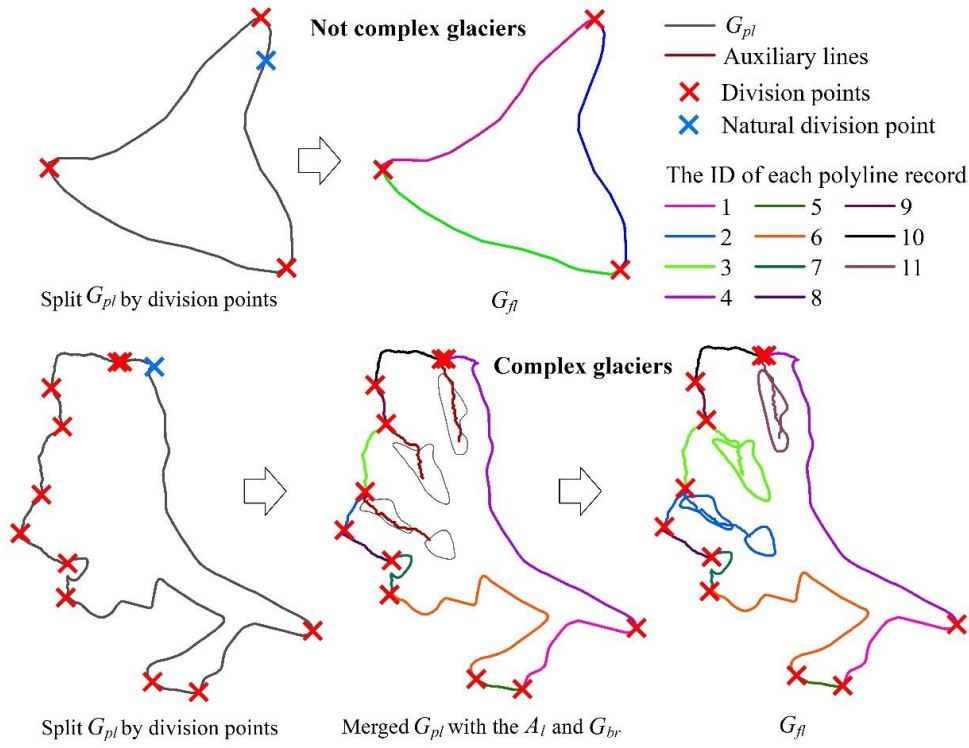 Not complex glaciers
G_pl
Auxiliary lines
Division points
Natural division point
The ID of each polyline record
1 5 9
2 6 10
3 7 11
4 8
Split G_pl by division points
G_fl
Complex glaciers
Split G_pl by division points
Merged G_pl with the A_l and G_br
G_fl